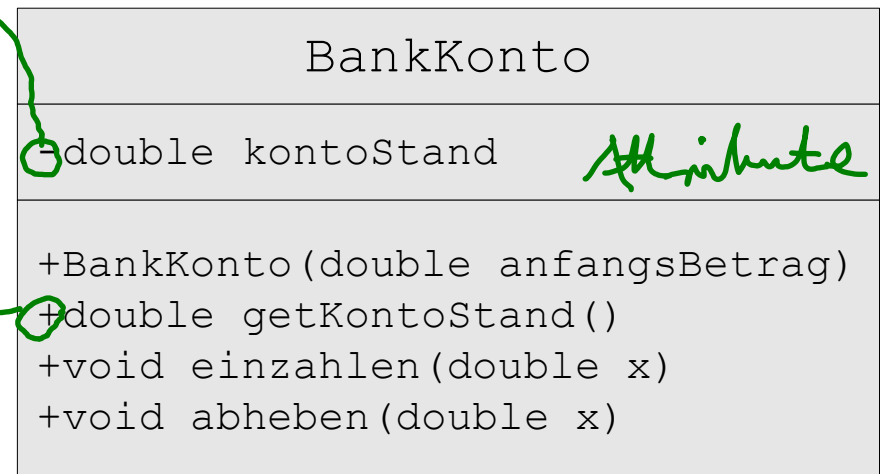 BankKonto
-double kontoStand Attribute
+BankKonto(double anfangsBetrag)
+double getKontoStand()
+void einzahlen(double x)
+void abheben(double x)